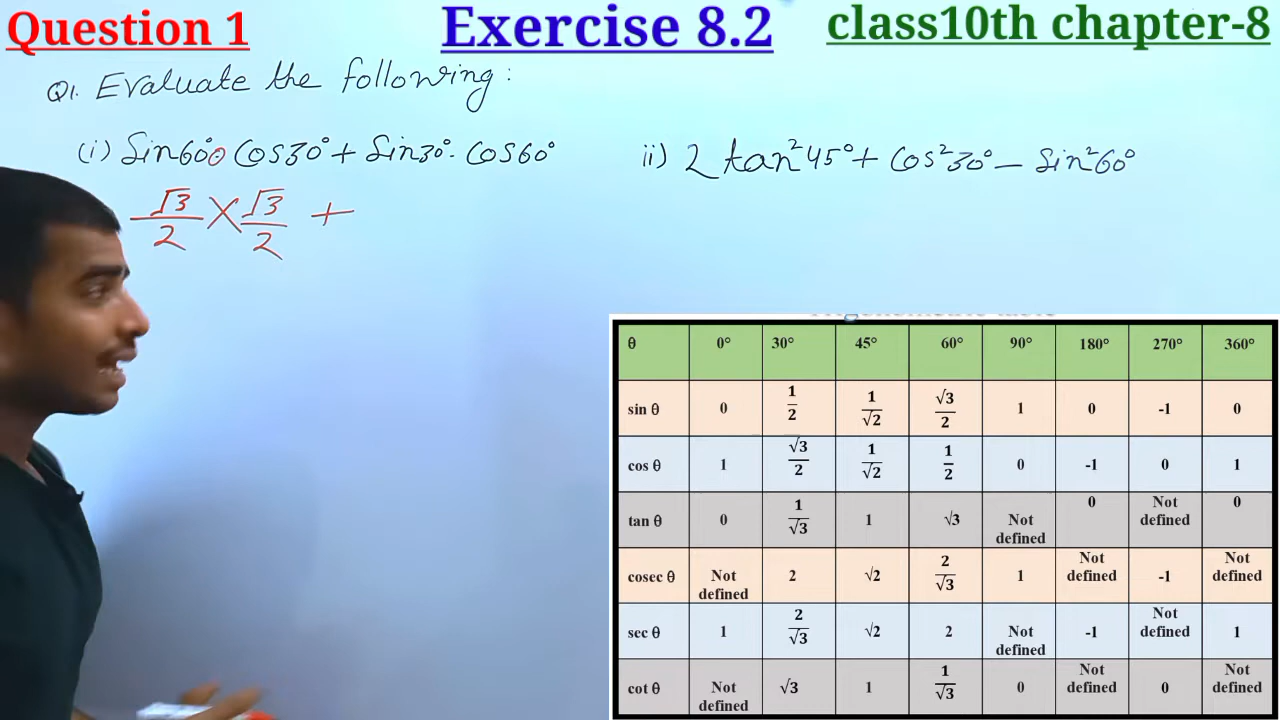 Question 1 Exercise 8.2 class10th chapter-8
Q1. Evaluate the following:
(i) Sin60° • Cos30° + Sin30° . Cos60°
ii) 2 tan²45° + Cos²30° – Sin²60°
√3/2 × √3/2 +
θ 0° 30° 45° 60° 90° 180° 270° 360°
sin θ 0 1/2 1/√2 √3/2 1 0 -1 0
cos θ 1 √3/2 1/√2 1/2 0 -1 0 1
tan θ 0 1/√3 1 √3 Not defined 0 Not defined 0
cosec θ Not defined 2 √2 2/√3 1 Not defined -1 Not defined
sec θ 1 2/√3 √2 2 Not defined -1 Not defined 1
cot θ Not defined √3 1 1/√3 0 Not defined 0 Not defined